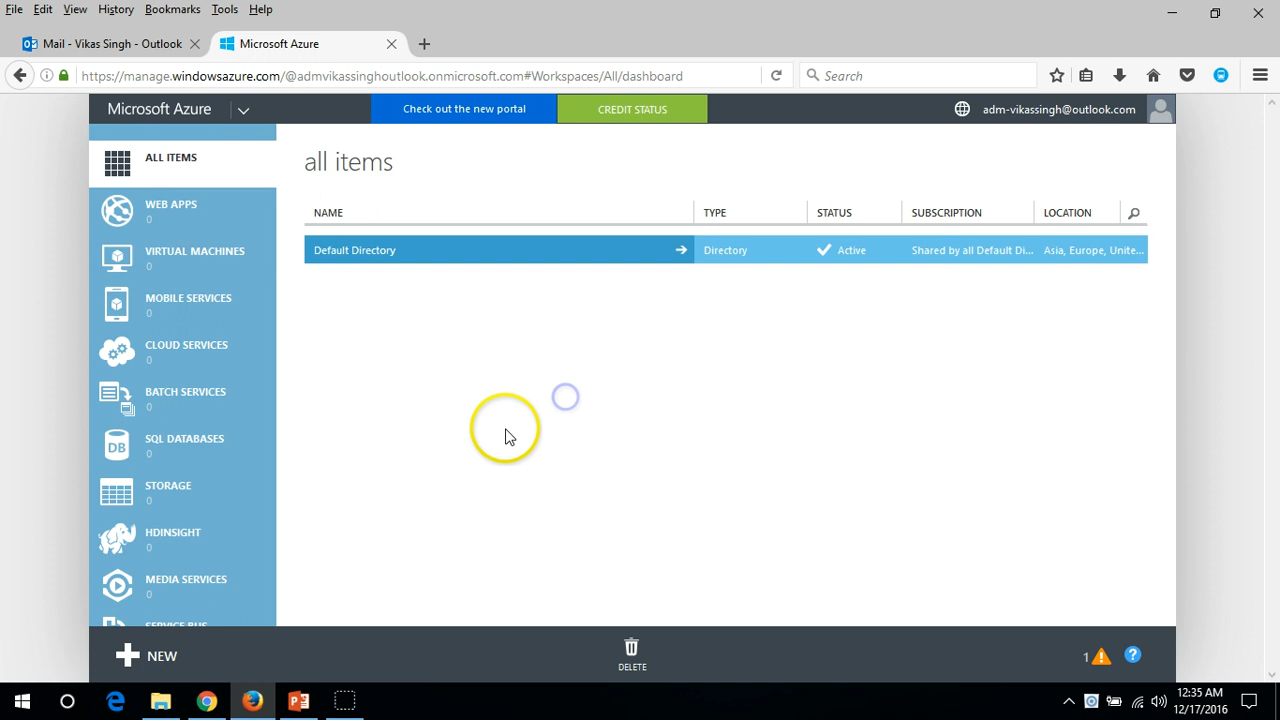 File Edit View History Bookmarks Tools Help
Mail - Vikas Singh - Outlook
Microsoft Azure
https://manage.windowsazure.com/@admvikassinghoutlook.onmicrosoft.com#Workspaces/All/dashboard
Search
Microsoft Azure
Check out the new portal
CREDIT STATUS
adm-vikassingh@outlook.com
ALL ITEMS
WEB APPS
0
VIRTUAL MACHINES
0
MOBILE SERVICES
0
CLOUD SERVICES
0
BATCH SERVICES
0
SQL DATABASES
0
DB
STORAGE
0
HDINSIGHT
0
MEDIA SERVICES
0
SERVICE BUS
all items
NAME TYPE STATUS SUBSCRIPTION LOCATION
Default Directory Directory Active Shared by all Default Di... Asia, Europe, Unite...
NEW
DELETE
1
?
12:35 AM
12/17/2016